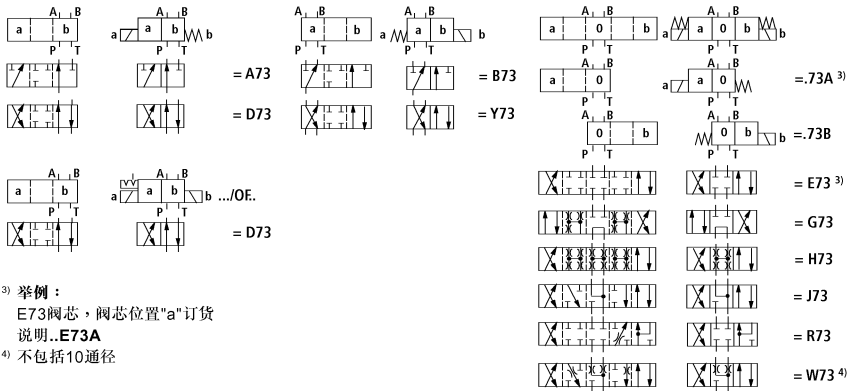 A B A B A B A B A B A B
a b a a b b a b a a b b a 0 b a a 0 b b
P T P T P T P T P T P T
= A73
= B73
A B A B
a 0 a a 0
=.73A 3)
P T P T
= D73
= Y73
A B A B
0 b 0 b b
=.73B
P T P T
A B A B
a b a a b b .../OF..
P T P T
= D73
= E73 3)
= G73
= H73
= J73
= R73
= W73 4)
3) 举例：
E73阀芯，阀芯位置"a"订货
说明..E73A
4) 不包括10通径